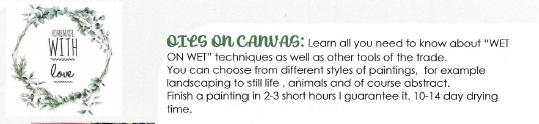 HOMEMADE
WITH
love
OILS ON CANVAS: Learn all you need to know about "WET
ON WET" techniques as well as other tools of the trade.
You can choose from different styles of paintings, for example
landscaping to still life , animals and of course abstract.
Finish a painting in 2-3 short hours I guarantee it. 10-14 day drying
time.